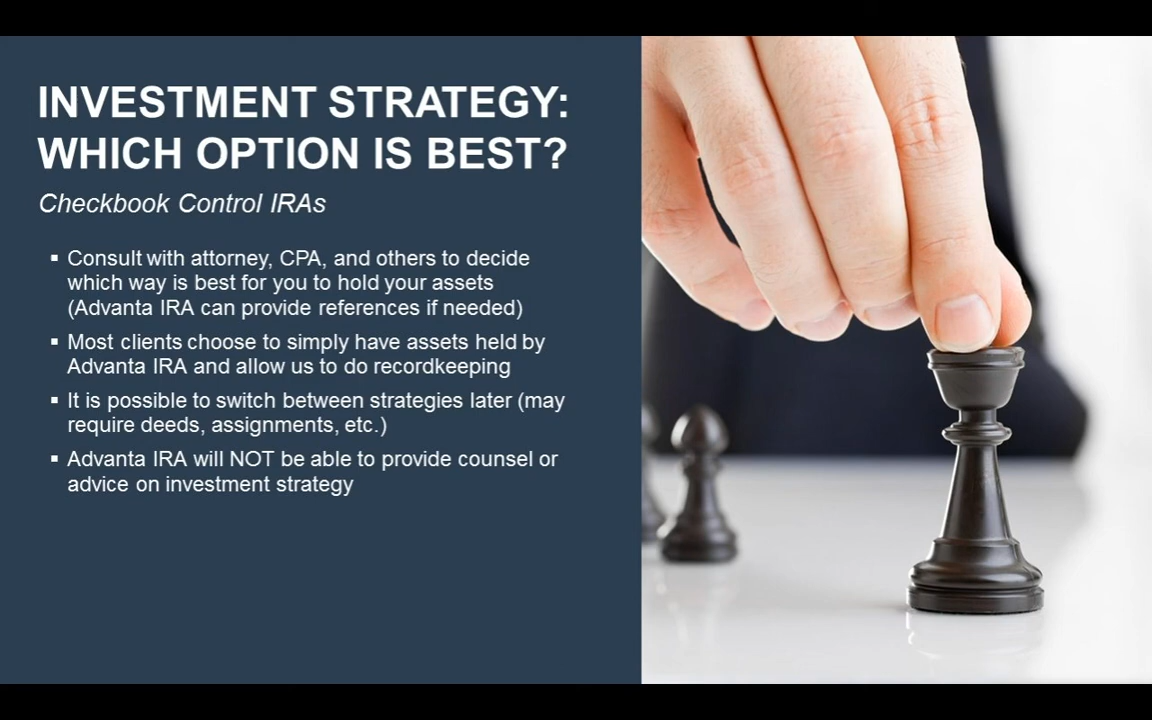 INVESTMENT STRATEGY:
WHICH OPTION IS BEST?
Checkbook Control IRAs
▪ Consult with attorney, CPA, and others to decide
which way is best for you to hold your assets
(Advanta IRA can provide references if needed)
▪ Most clients choose to simply have assets held by
Advanta IRA and allow us to do recordkeeping
▪ It is possible to switch between strategies later (may
require deeds, assignments, etc.)
▪ Advanta IRA will NOT be able to provide counsel or
advice on investment strategy